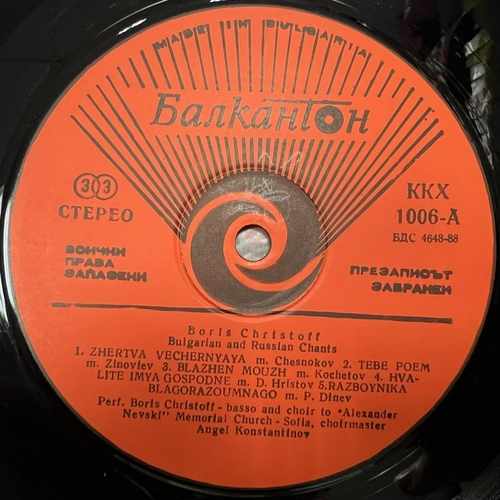 MADE IN BULGARIA
Балкантон
33
СТЕРЕО
ККХ
1006-А
БДС 4648-88
ВСИЧКИ
ПРАВА
ЗАПАЗЕНИ
ПРЕЗАПИСЪТ
ЗАБРАНЕН
Boris Christoff
Bulgarian and Russian Chants
1. ZHERTVA VECHERNYAYA m. Chesnokov 2. TEBE POEM
m. Zinoviev 3. BLAZHEN MOUZH m. Kochetov 4. HVA-
LITE IMYA GOSPODNE m. D. Hristov 5.RAZBOYNIKA
BLAGORAZOUMNAGO m. P. Dinev
Perf. Boris Christoff - basso and choir to "Alexander
Nevski" Memorial Church - Sofia, choirmaster
Angel Konstantinov